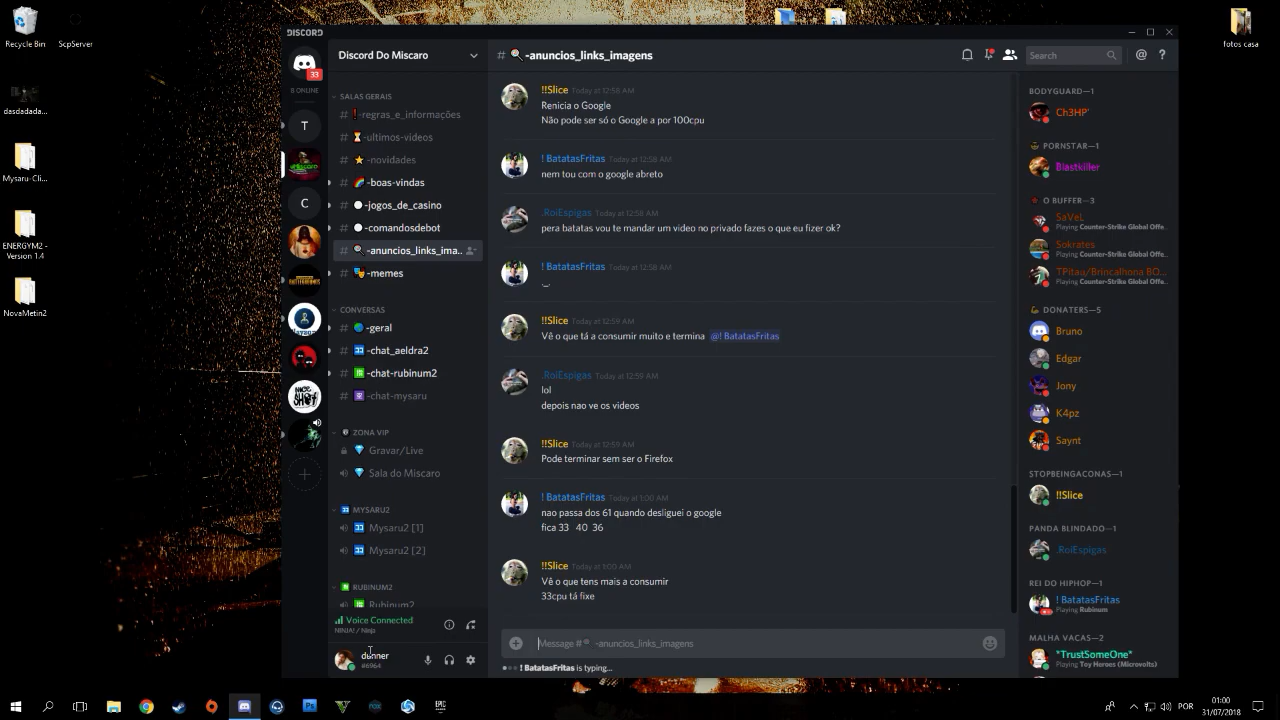 Recycle Bin
ScpServer
dasdadada...
Mysaru-Cli...
ENERGYM2 -
Version 1.4
NovaMetin2
fotos casa
DISCORD
33
8 ONLINE
T
C
Discord Do Miscaro
SALAS GERAIS
# -regras_e_informações
# -ultimos-videos
# -novidades
# -boas-vindas
# -jogos_de_casino
# -comandosdebot
# -anuncios_links_ima..
# -memes
CONVERSAS
# -geral
# -chat_aeldra2
# -chat-rubinum2
# -chat-mysaru
ZONA VIP
Gravar/Live
Sala do Miscaro
MYSARU2
Mysaru2 [1]
Mysaru2 [2]
RUBINUM2
Rubinum2
Voice Connected
NINJA! / Ninja
dunner
#6964
# -anuncios_links_imagens
Search
!!Slice Today at 12:58 AM
Renicia o Google
Não pode ser só o Google a por 100cpu
! BatatasFritas Today at 12:58 AM
nem tou com o google abreto
.RoiEspigas Today at 12:58 AM
pera batatas vou te mandar um video no privado fazes o que eu fizer ok?
! BatatasFritas Today at 12:58 AM
._.
!!Slice Today at 12:59 AM
Vê o que tá a consumir muito e termina @! BatatasFritas
.RoiEspigas Today at 12:59 AM
lol
depois nao ve os videos
!!Slice Today at 12:59 AM
Pode terminar sem ser o Firefox
! BatatasFritas Today at 1:00 AM
nao passa dos 61 quando desliguei o google
fica 33 40 36
!!Slice Today at 1:00 AM
Vê o que tens mais a consumir
33cpu tá fixe
Message # -anuncios_links_imagens
! BatatasFritas is typing...
BODYGUARD—1
Ch3HP'
PORNSTAR—1
Blastkiller
O BUFFER—3
SaVeL
Playing Counter-Strike Global Offe...
Sokrates
Playing Counter-Strike Global Offe...
TPitau/Brincalhona BO...
Playing Counter-Strike Global Offe...
DONATERS—5
Bruno
Edgar
Jony
K4pz
Saynt
STOPBEINGACONAS—1
!!Slice
PANDA BLINDADO—1
.RoiEspigas
REI DO HIPHOP—1
! BatatasFritas
Playing Rubinum
MALHA VACAS—2
*TrustSomeOne*
Playing Toy Heroes (Microvolts)
POR
01:00
31/07/2018